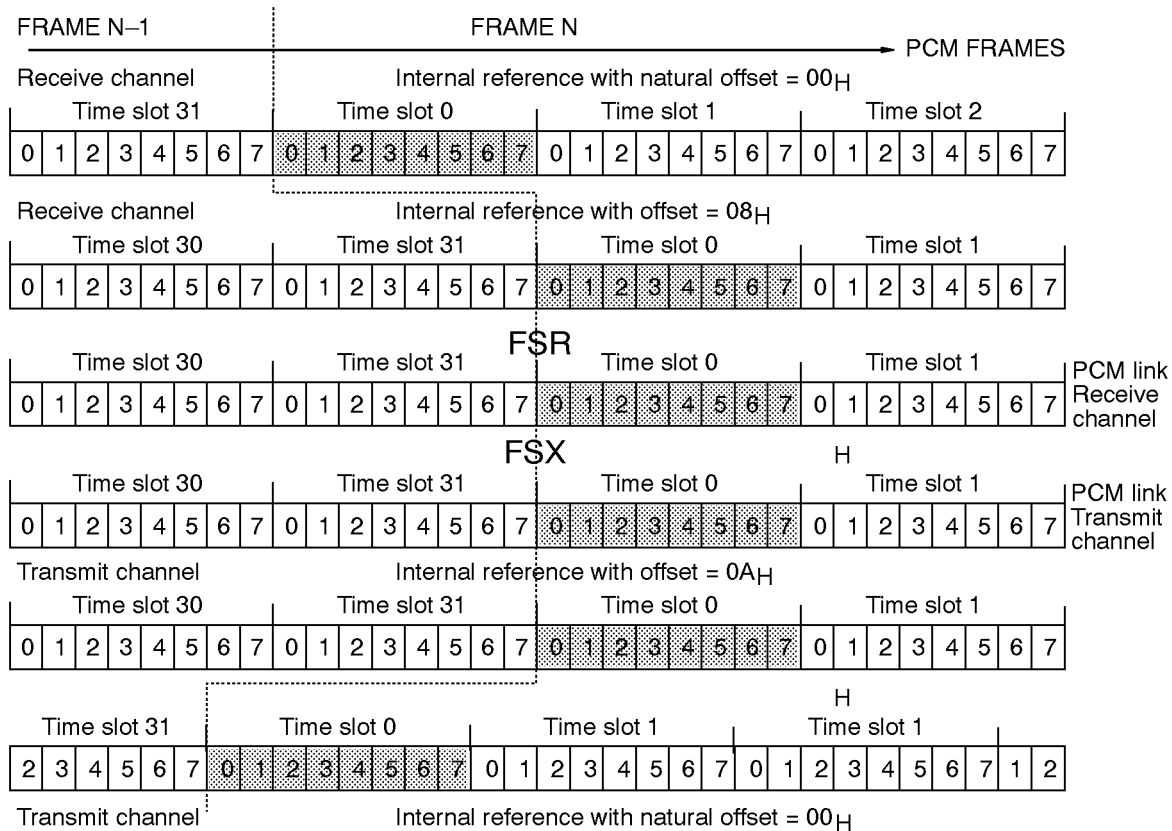 FRAME N–1 FRAME N
PCM FRAMES
Receive channel Internal reference with natural offset = 00H
Time slot 31 Time slot 0 Time slot 1 Time slot 2
0 1 2 3 4 5 6 7 0 1 2 3 4 5 6 7 0 1 2 3 4 5 6 7 0 1 2 3 4 5 6 7
Receive channel Internal reference with offset = 08H
Time slot 30 Time slot 31 Time slot 0 Time slot 1
0 1 2 3 4 5 6 7 0 1 2 3 4 5 6 7 0 1 2 3 4 5 6 7 0 1 2 3 4 5 6 7
FSR
Time slot 30 Time slot 31 Time slot 0 Time slot 1
0 1 2 3 4 5 6 7 0 1 2 3 4 5 6 7 0 1 2 3 4 5 6 7 0 1 2 3 4 5 6 7
PCM link
Receive
channel
FSX H
Time slot 30 Time slot 31 Time slot 0 Time slot 1
0 1 2 3 4 5 6 7 0 1 2 3 4 5 6 7 0 1 2 3 4 5 6 7 0 1 2 3 4 5 6 7
PCM link
Transmit
channel
Transmit channel Internal reference with offset = 0AH
Time slot 30 Time slot 31 Time slot 0 Time slot 1
0 1 2 3 4 5 6 7 0 1 2 3 4 5 6 7 0 1 2 3 4 5 6 7 0 1 2 3 4 5 6 7
H
Time slot 31 Time slot 0 Time slot 1 Time slot 1
2 3 4 5 6 7 0 1 2 3 4 5 6 7 0 1 2 3 4 5 6 7 0 1 2 3 4 5 6 7 1 2
Transmit channel Internal reference with natural offset = 00H